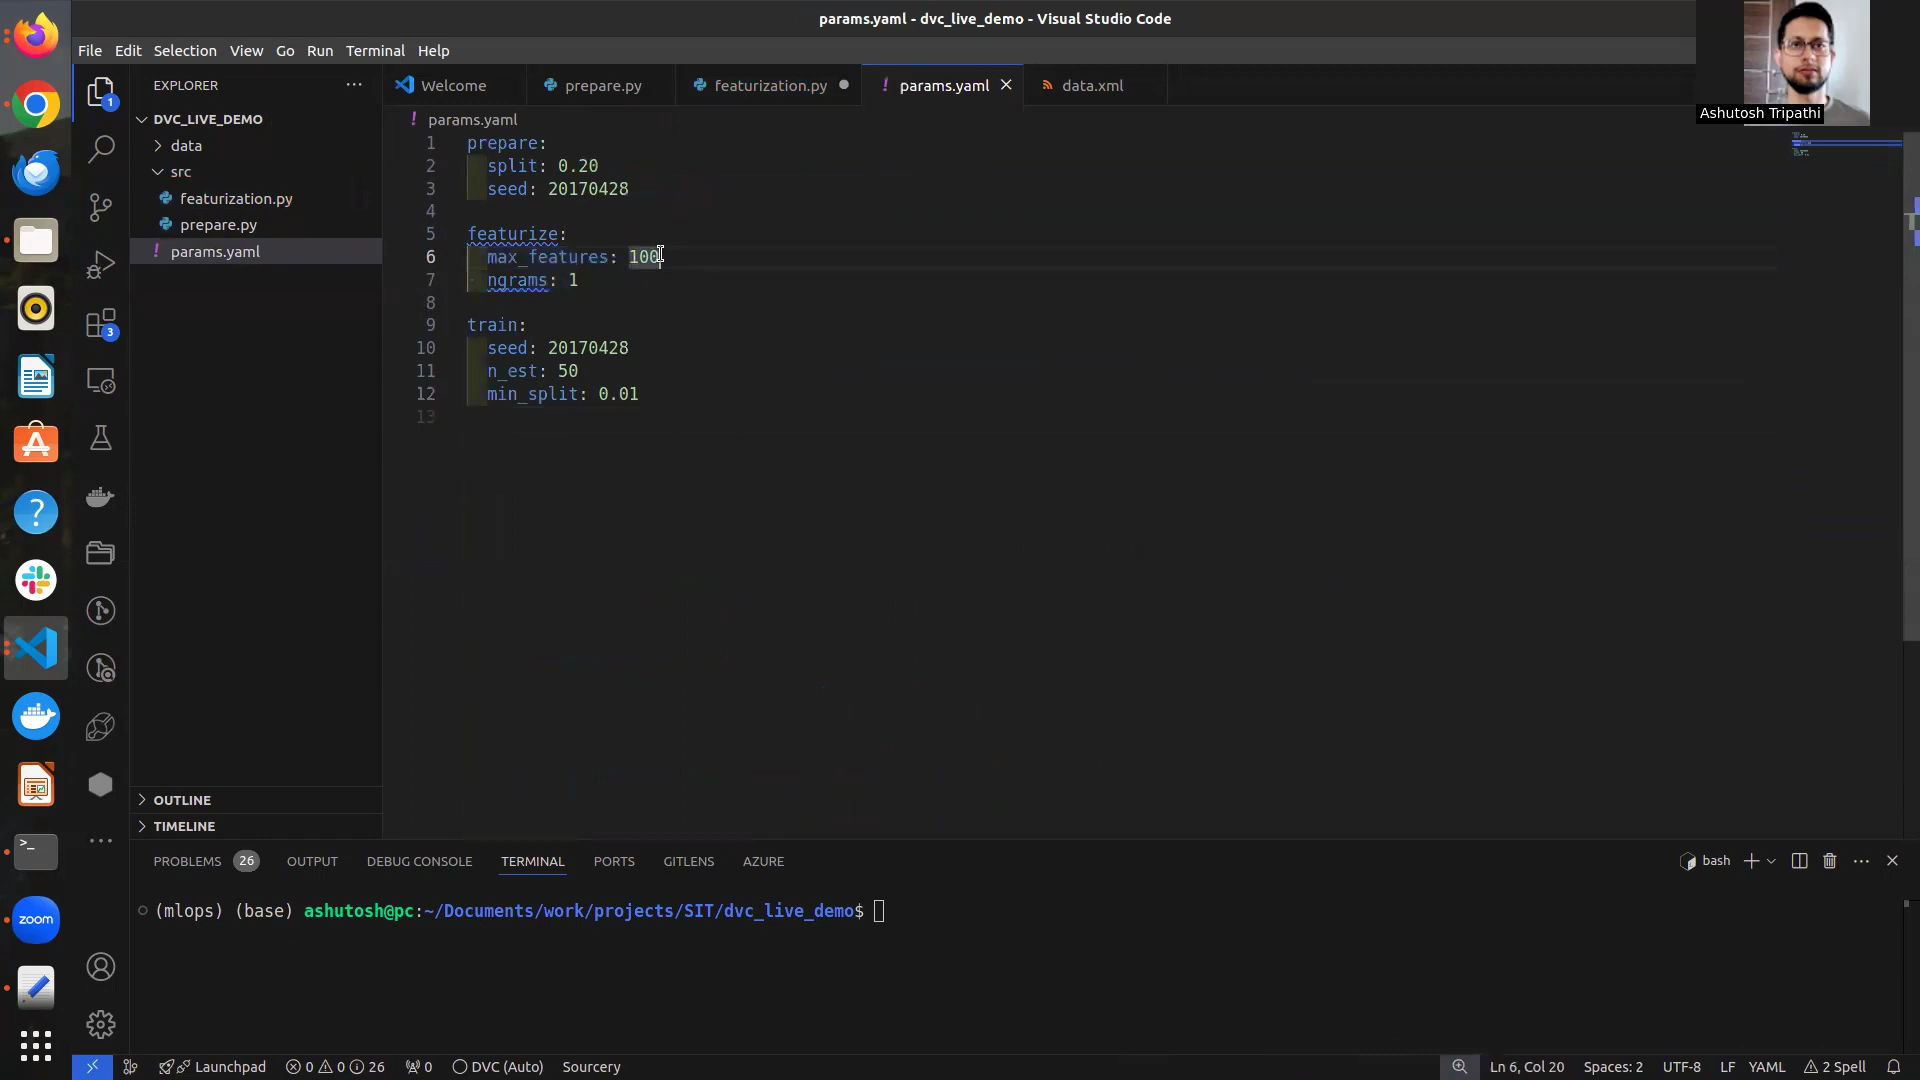 params.yaml - dvc_live_demo - Visual Studio Code
File Edit Selection View Go Run Terminal Help
Ashutosh Tripathi
EXPLORER
Welcome prepare.py featurization.py params.yaml data.xml
1
DVC_LIVE_DEMO
data
src
featurization.py
prepare.py
params.yaml
3
params.yaml
1 prepare:
2 split: 0.20
3 seed: 20170428
4
5 featurize:
6 max_features: 100
7 ngrams: 1
8
9 train:
10 seed: 20170428
11 n_est: 50
12 min_split: 0.01
13
OUTLINE
TIMELINE
PROBLEMS 26 OUTPUT DEBUG CONSOLE TERMINAL PORTS GITLENS AZURE
bash
(mlops) (base) ashutosh@pc:~/Documents/work/projects/SIT/dvc_live_demo$
zoom
Launchpad 0 0 26 0 DVC (Auto) Sourcery
Ln 6, Col 20 Spaces: 2 UTF-8 LF YAML 2 Spell